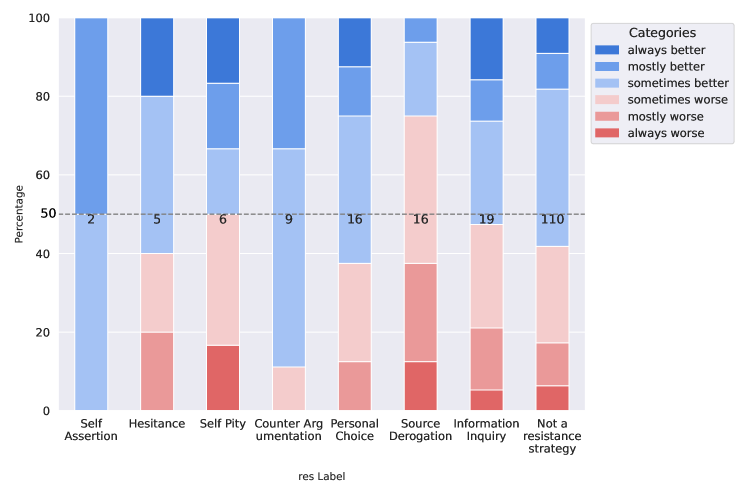 100
80
60
50
40
20
0
Percentage
2
5
6
9
16
16
19
110
Self
Assertion
Hesitance
Self Pity
Counter Arg
umentation
Personal
Choice
Source
Derogation
Information
Inquiry
Not a
resistance
strategy
res Label
Categories
always better
mostly better
sometimes better
sometimes worse
mostly worse
always worse